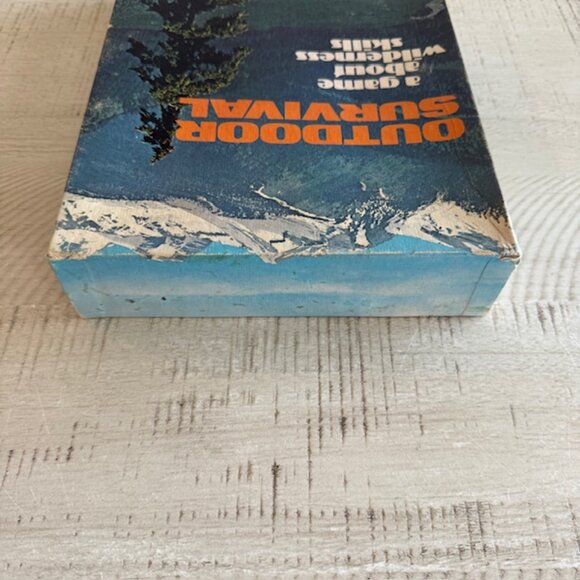 OUTDOOR
SURVIVAL
a game
about
wilderness
skills